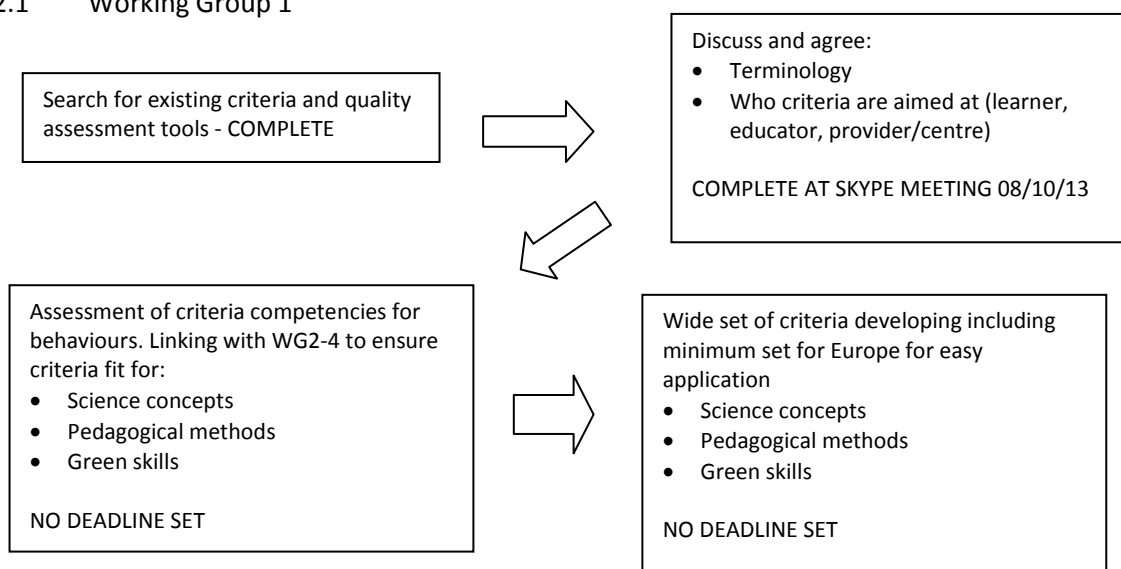 2.1 Working Group 1
Search for existing criteria and quality
assessment tools - COMPLETE
Discuss and agree:
• Terminology
• Who criteria are aimed at (learner,
educator, provider/centre)
COMPLETE AT SKYPE MEETING 08/10/13
Assessment of criteria competencies for
behaviours. Linking with WG2-4 to ensure
criteria fit for:
• Science concepts
• Pedagogical methods
• Green skills
NO DEADLINE SET
Wide set of criteria developing including
minimum set for Europe for easy
application
• Science concepts
• Pedagogical methods
• Green skills
NO DEADLINE SET